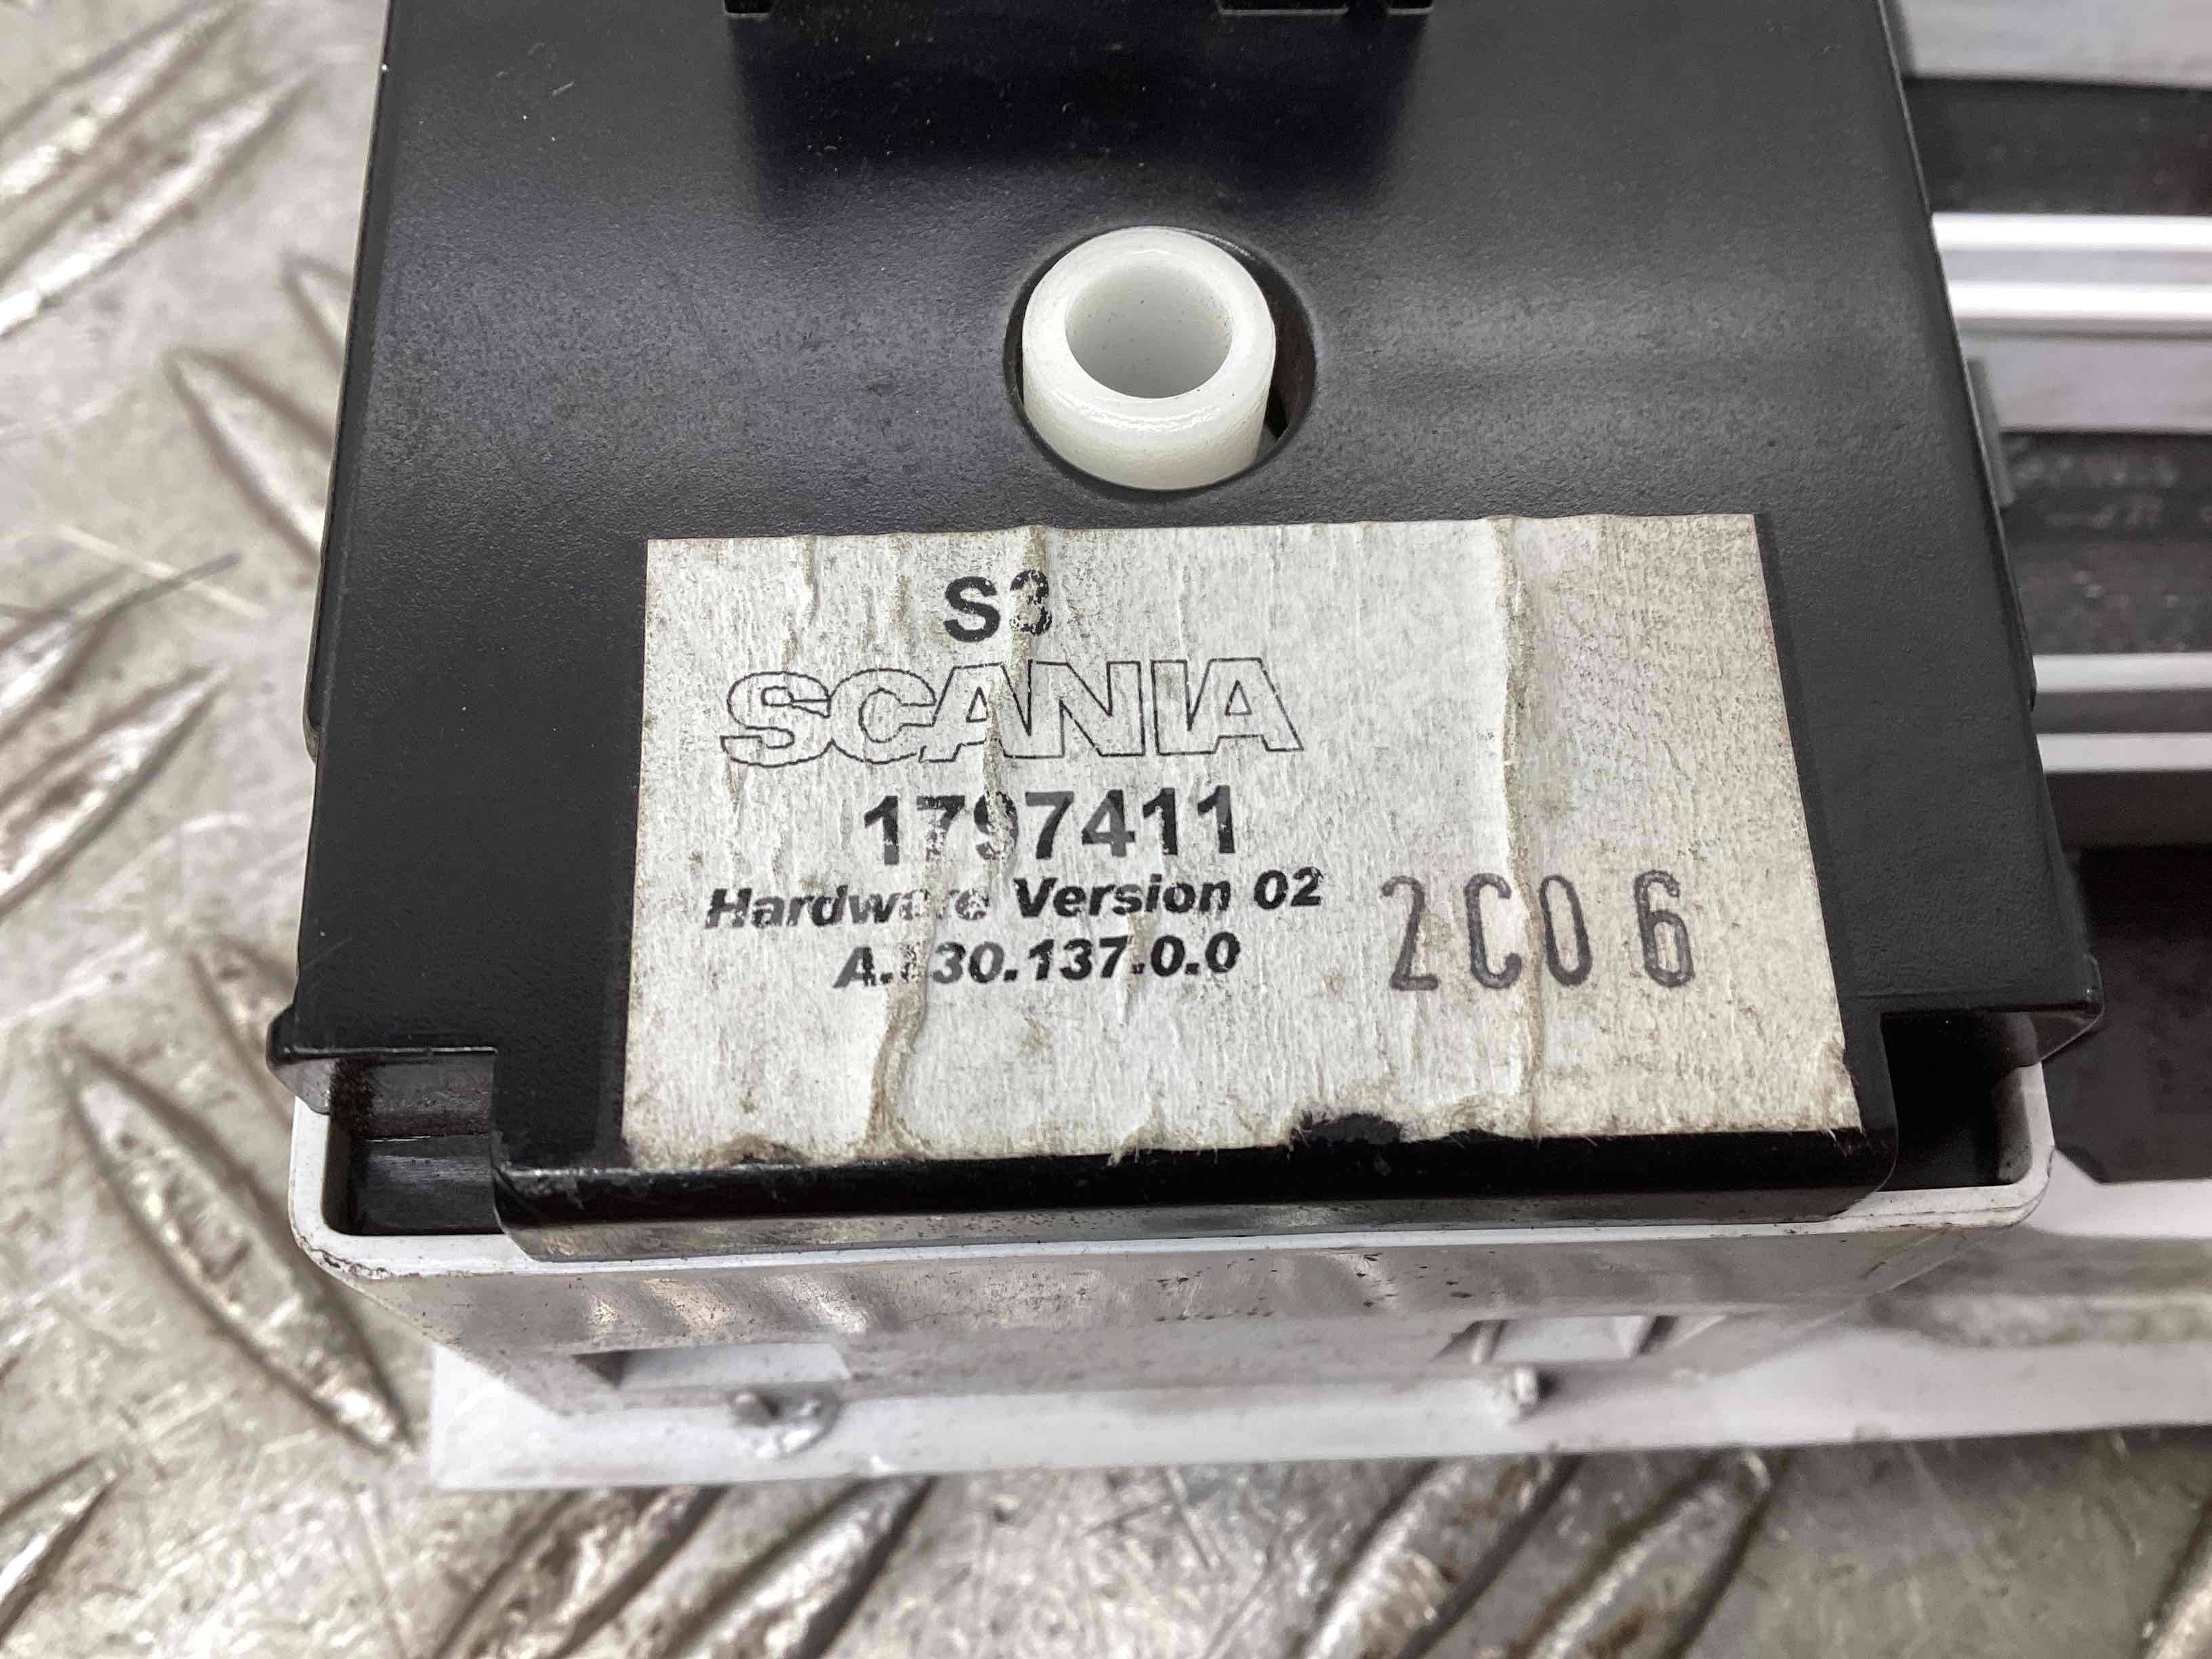 S3
SCANIA
1797411
Hardware Version 02
2C06